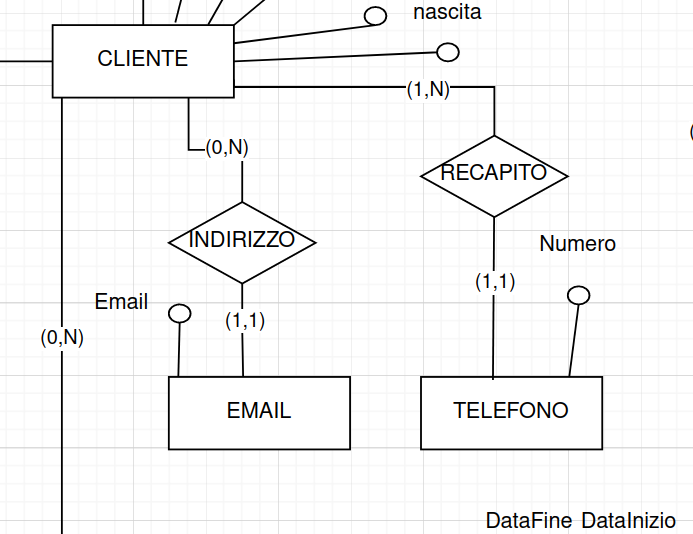 nascita
CLIENTE
(1,N)
(0,N)
RECAPITO
INDIRIZZO
Numero
(1,1)
Email
(1,1)
(0,N)
EMAIL
TELEFONO
DataFine DataInizio